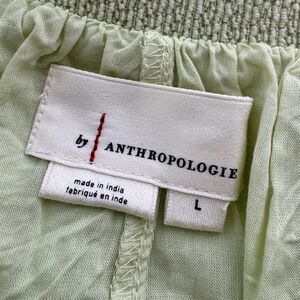 by ANTHROPOLOGIE
made in india
fabriqué en inde
L